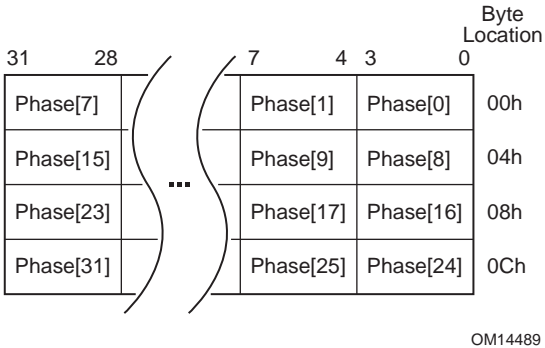 Byte
Location
31 28 7 4 3 0
Phase[7] Phase[1] Phase[0] 00h
Phase[15] Phase[9] Phase[8] 04h
...
Phase[23] Phase[17] Phase[16] 08h
Phase[31] Phase[25] Phase[24] 0Ch
OM14489